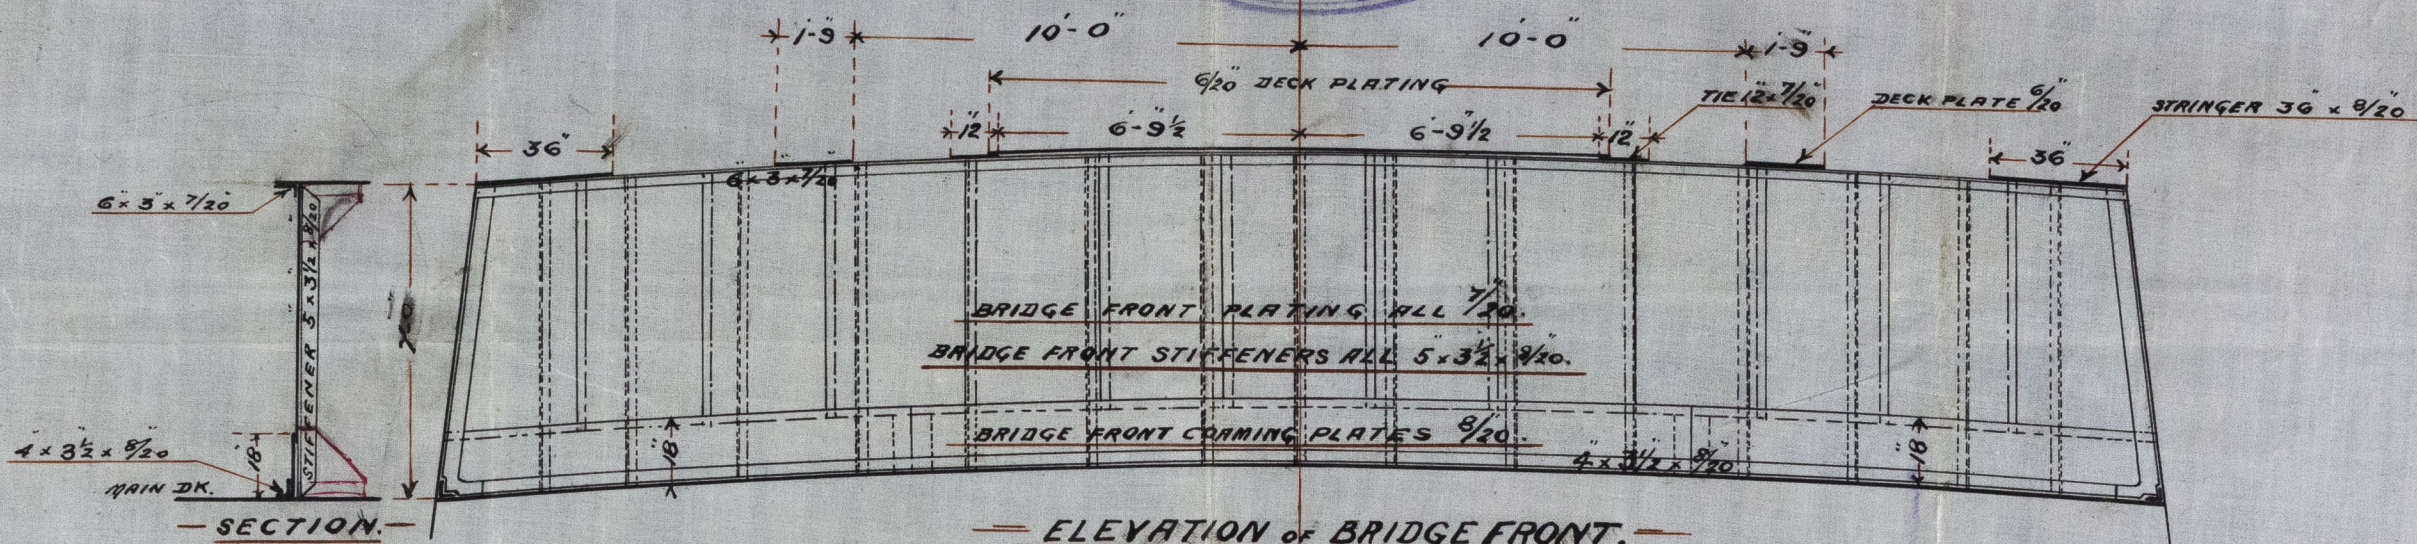 1'-9"
10'-0"
10'-0"
1'-9"
6/20" DECK PLATING
TIE 12" x 7/20"
DECK PLATE 6/20"
STRINGER 36" x 8/20"
36"
12"
6'-9½"
6'-9½"
12"
36"
6" x 3" x 7/20"
6" x 3" x 7/20"
STIFFENER 5" x 3½" x 8/20"
BRIDGE FRONT PLATING ALL 7/20".
BRIDGE FRONT STIFFENERS ALL 5" x 3½" x 8/20".
BRIDGE FRONT COAMING PLATES 8/20".
4" x 3½" x 8/20"
18"
18"
18"
4" x 3½" x 8/20"
MAIN DK.
SECTION.
ELEVATION OF BRIDGE FRONT.